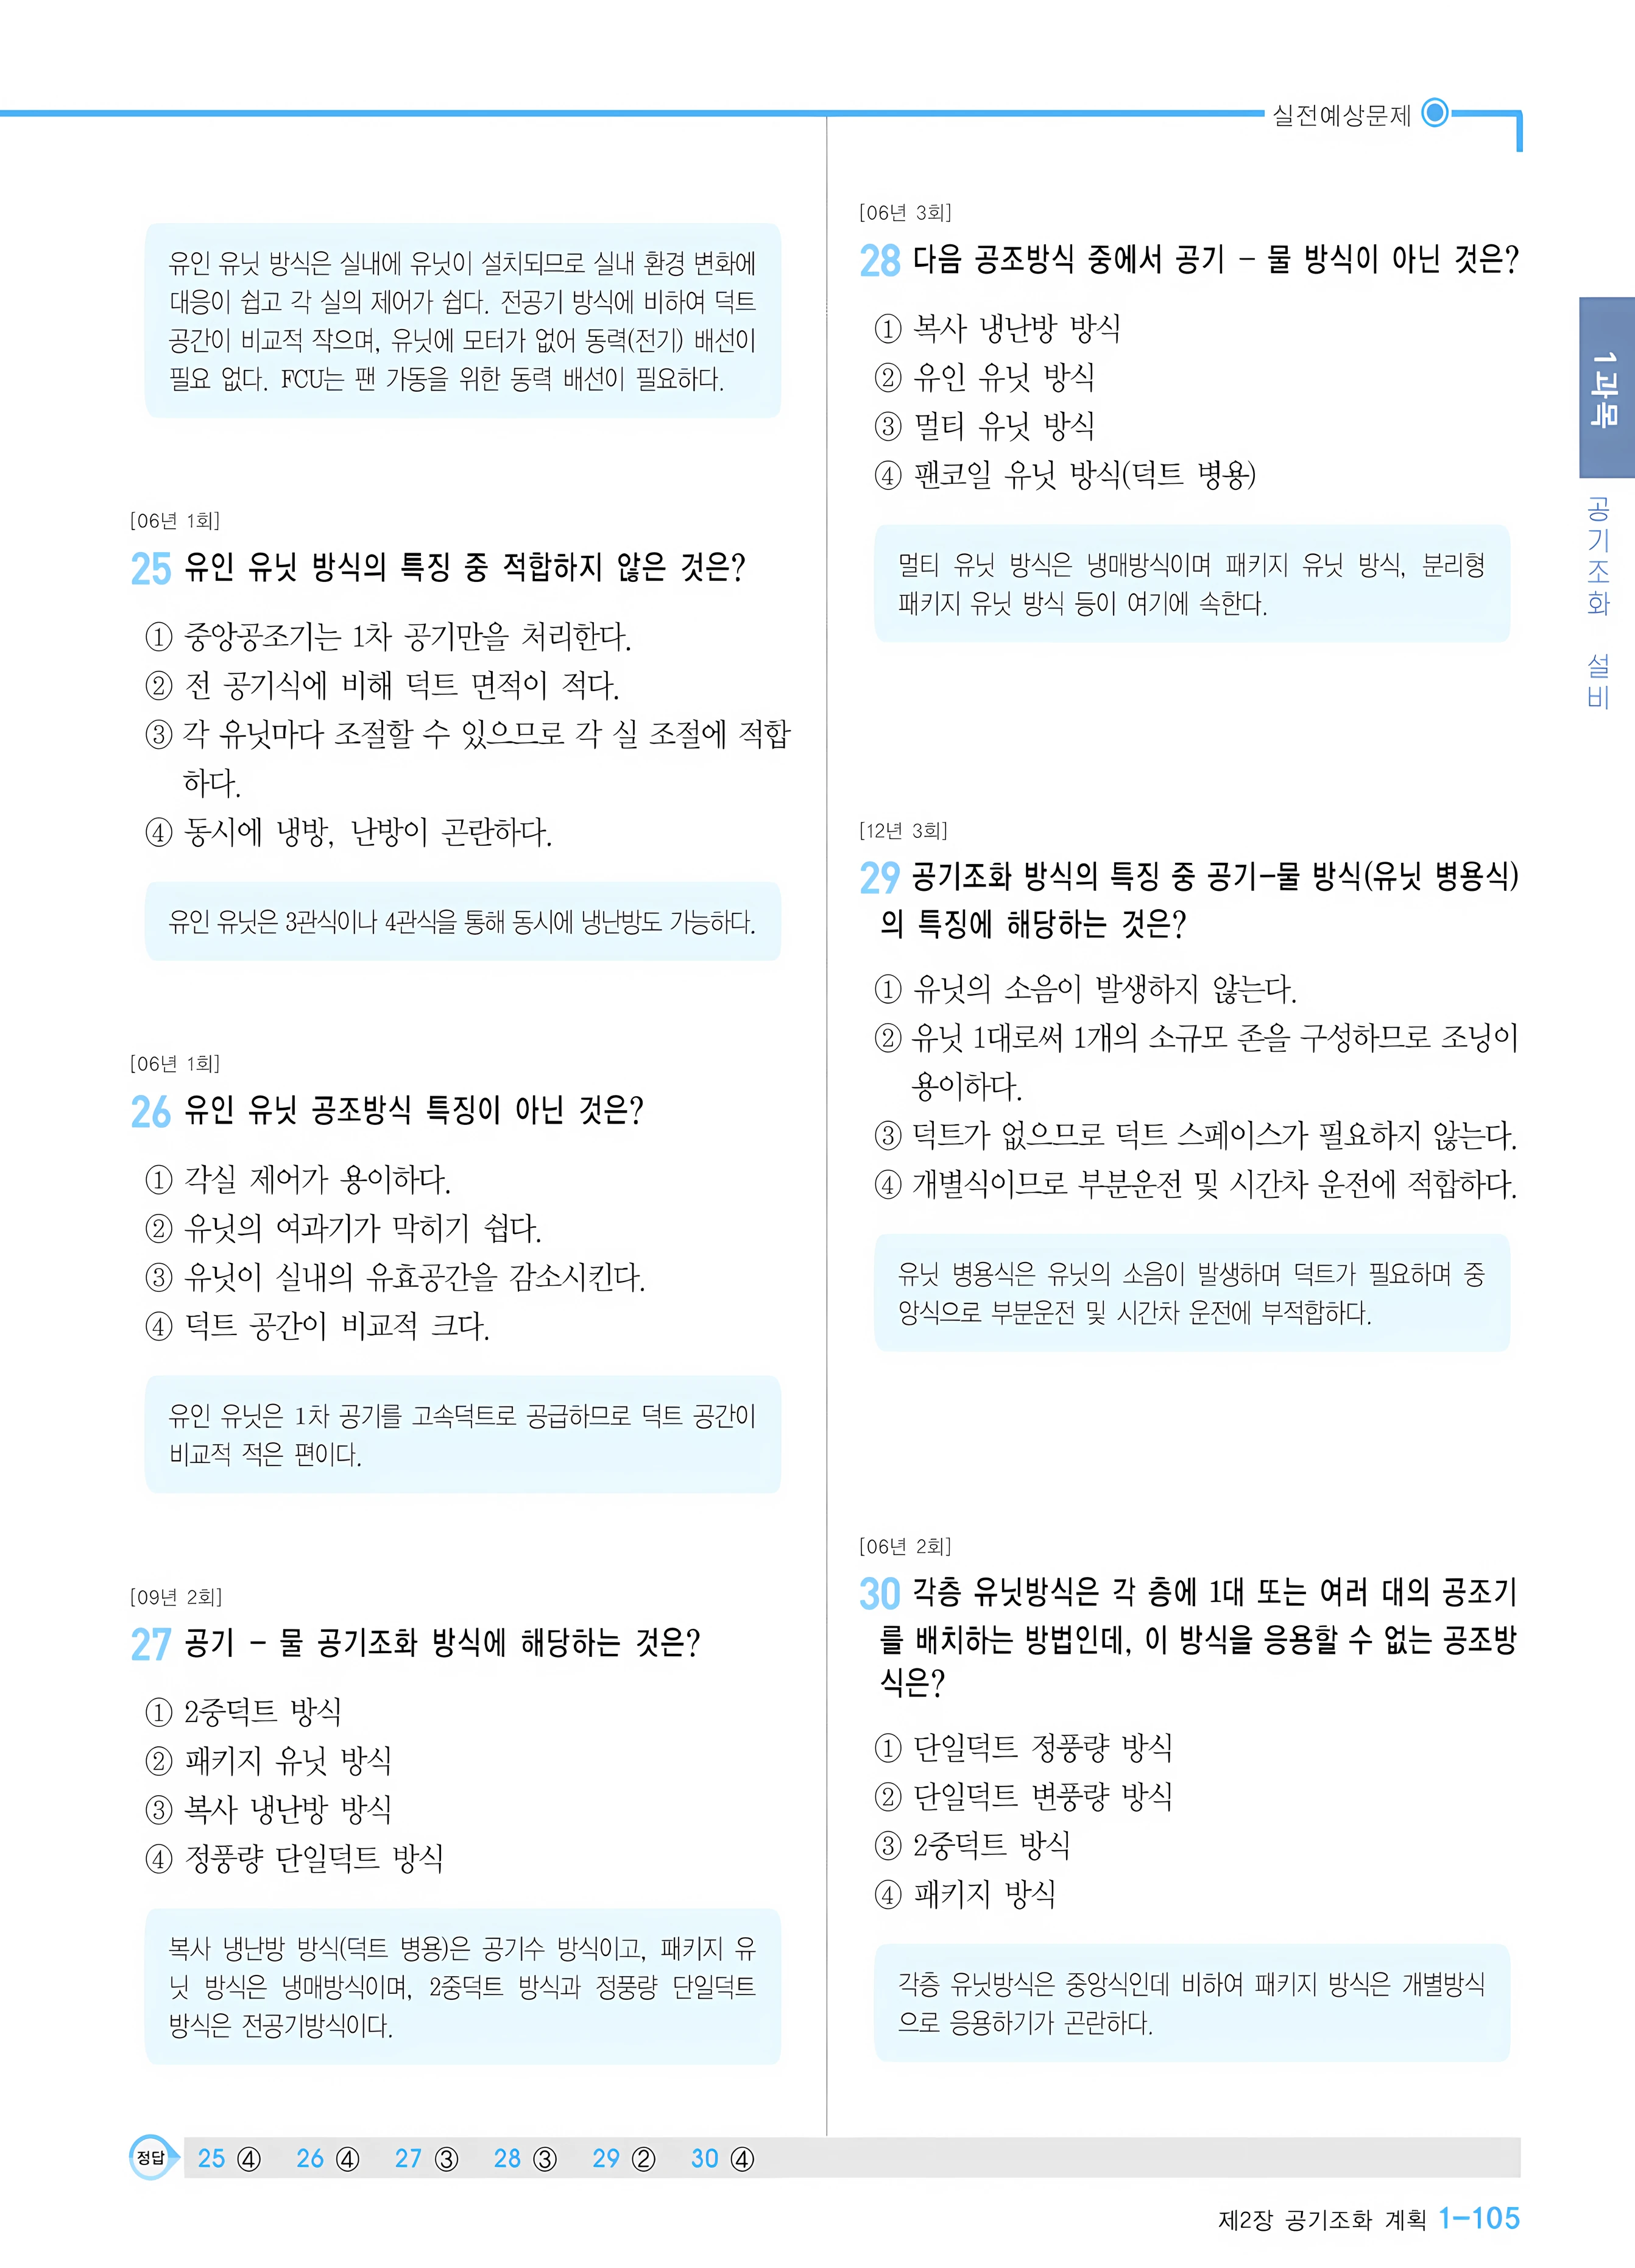 실전예상문제
유인 유닛 방식은 실내에 유닛이 설치되므로 실내 환경 변화에
대응이 쉽고 각 실의 제어가 쉽다. 전공기 방식에 비하여 덕트
공간이 비교적 작으며, 유닛에 모터가 없어 동력(전기) 배선이
필요 없다. FCU는 팬 가동을 위한 동력 배선이 필요하다.
[06년 1회]
25 유인 유닛 방식의 특징 중 적합하지 않은 것은?
① 중앙공조기는 1차 공기만을 처리한다.
② 전 공기식에 비해 덕트 면적이 적다.
③ 각 유닛마다 조절할 수 있으므로 각 실 조절에 적합
하다.
④ 동시에 냉방, 난방이 곤란하다.
유인 유닛은 3관식이나 4관식을 통해 동시에 냉난방도 가능하다.
[06년 1회]
26 유인 유닛 공조방식 특징이 아닌 것은?
① 각실 제어가 용이하다.
② 유닛의 여과기가 막히기 쉽다.
③ 유닛이 실내의 유효공간을 감소시킨다.
④ 덕트 공간이 비교적 크다.
유인 유닛은 1차 공기를 고속덕트로 공급하므로 덕트 공간이
비교적 적은 편이다.
[09년 2회]
27 공기 - 물 공기조화 방식에 해당하는 것은?
① 2중덕트 방식
② 패키지 유닛 방식
③ 복사 냉난방 방식
④ 정풍량 단일덕트 방식
복사 냉난방 방식(덕트 병용)은 공기수 방식이고, 패키지 유
닛 방식은 냉매방식이며, 2중덕트 방식과 정풍량 단일덕트
방식은 전공기방식이다.
[06년 3회]
28 다음 공조방식 중에서 공기 - 물 방식이 아닌 것은?
① 복사 냉난방 방식
② 유인 유닛 방식
③ 멀티 유닛 방식
④ 팬코일 유닛 방식(덕트 병용)
멀티 유닛 방식은 냉매방식이며 패키지 유닛 방식, 분리형
패키지 유닛 방식 등이 여기에 속한다.
[12년 3회]
29 공기조화 방식의 특징 중 공기-물 방식(유닛 병용식)
의 특징에 해당하는 것은?
① 유닛의 소음이 발생하지 않는다.
② 유닛 1대로써 1개의 소규모 존을 구성하므로 조닝이
용이하다.
③ 덕트가 없으므로 덕트 스페이스가 필요하지 않는다.
④ 개별식이므로 부분운전 및 시간차 운전에 적합하다.
유닛 병용식은 유닛의 소음이 발생하며 덕트가 필요하며 중
앙식으로 부분운전 및 시간차 운전에 부적합하다.
[06년 2회]
30 각층 유닛방식은 각 층에 1대 또는 여러 대의 공조기
를 배치하는 방법인데, 이 방식을 응용할 수 없는 공조방
식은?
① 단일덕트 정풍량 방식
② 단일덕트 변풍량 방식
③ 2중덕트 방식
④ 패키지 방식
각층 유닛방식은 중앙식인데 비하여 패키지 방식은 개별방식
으로 응용하기가 곤란하다.
1과목
공기조화 설비
정답 25 ④ 26 ④ 27 ③ 28 ③ 29 ② 30 ④
제2장 공기조화 계획 1-105